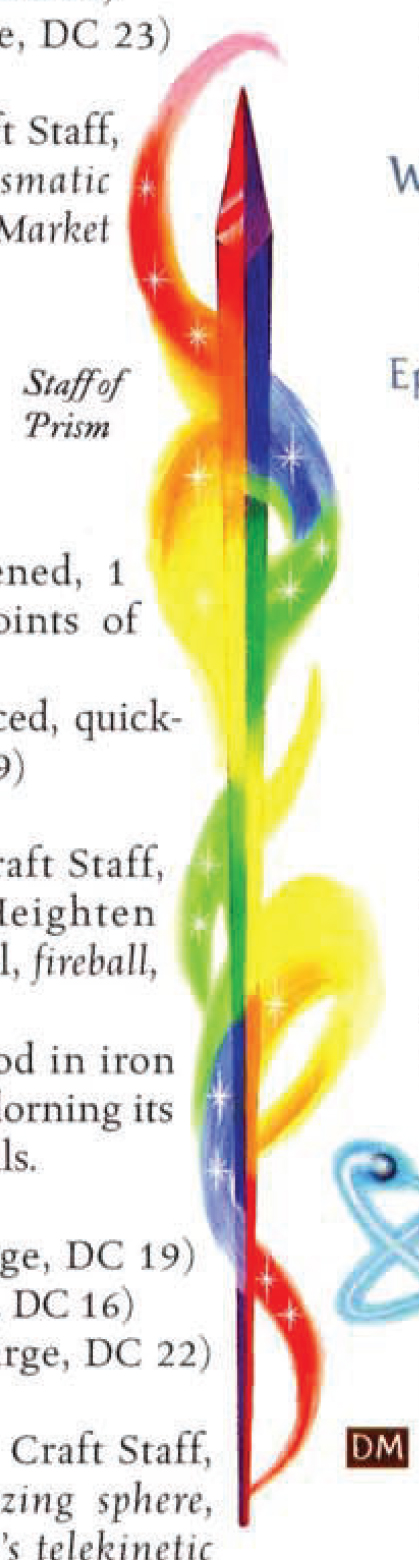 e, DC 23)
ft Staff,
smatic
Market
Staff of
Prism
ened, 1
oints of
ced, quick-
9)
raft Staff,
Heighten
l, fireball,
od in iron
dorning its
ls.
ge, DC 19)
, DC 16)
arge, DC 22)
Craft Staff,
zing sphere,
's telekinetic
W
Ep
DM